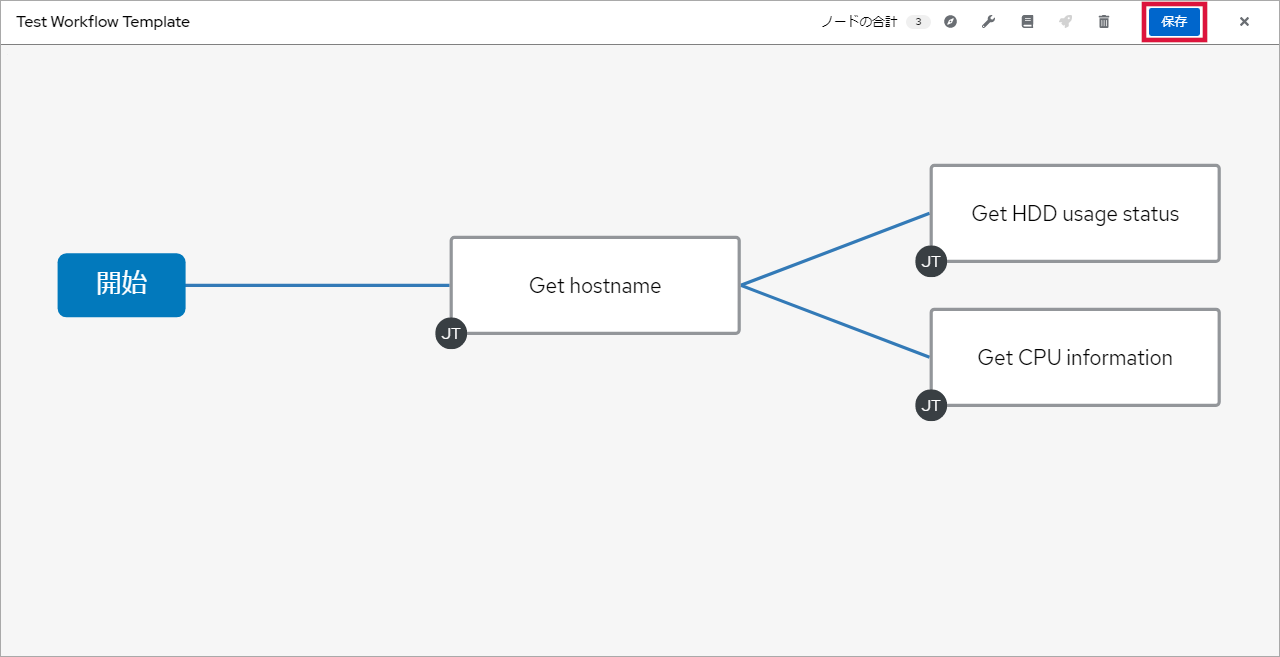 Test Workflow Template
ノードの合計 3
保存
開始
Get hostname
JT
Get HDD usage status
JT
Get CPU information
JT